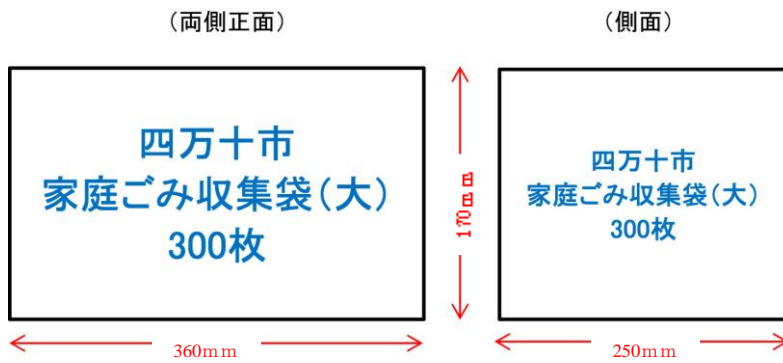 （両側正面）
四万十市
家庭ごみ収集袋（大）
300枚
360mm
170mm
（側面）
四万十市
家庭ごみ収集袋（大）
300枚
250mm